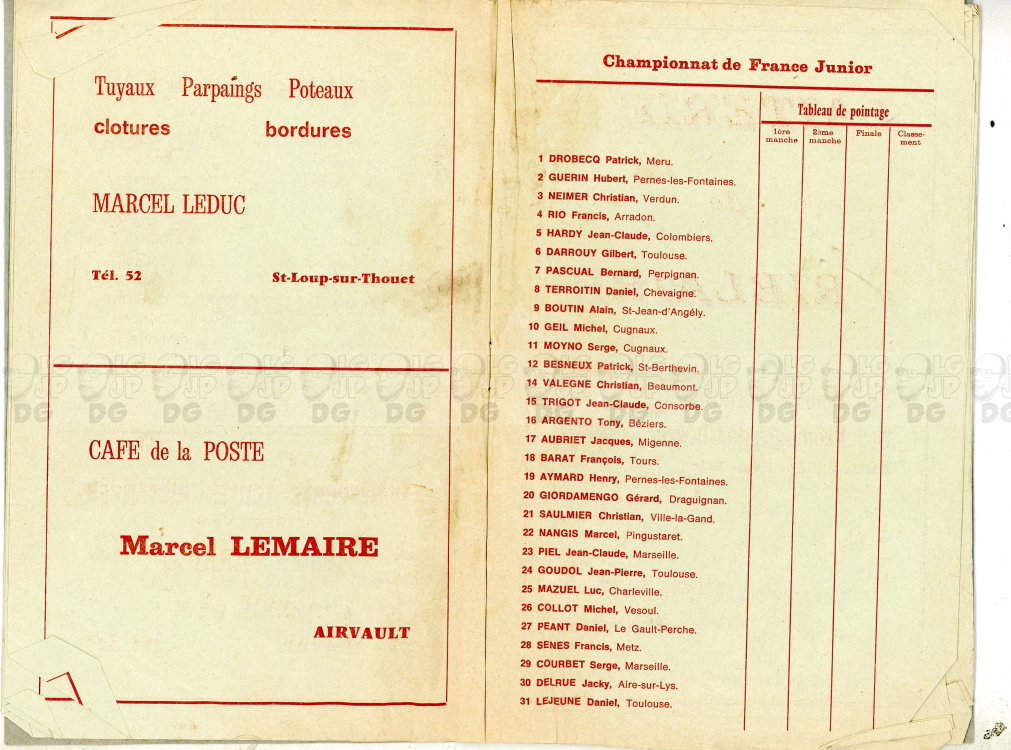 Tuyaux Parpaings Poteaux
clotures bordures
MARCEL LEDUC
Tél. 52 St-Loup-sur-Thouet
CAFE de la POSTE
Marcel LEMAIRE
AIRVAULT
Championnat de France Junior
Tableau de pointage
1ère manche 2ème manche Finale Classe-ment
1 DROBECQ Patrick, Meru.
2 GUERIN Hubert, Pernes-les-Fontaines.
3 NEIMER Christian, Verdun.
4 RIO Francis, Arradon.
5 HARDY Jean-Claude, Colombiers.
6 DARROUY Gilbert, Toulouse.
7 PASCUAL Bernard, Perpignan.
8 TERROITIN Daniel, Chevaigne.
9 BOUTIN Alain, St-Jean-d'Angély.
10 GEIL Michel, Cugnaux.
11 MOYNO Serge, Cugnaux.
12 BESNEUX Patrick, St-Berthevin.
14 VALEGNE Christian, Beaumont.
15 TRIGOT Jean-Claude, Consorbe.
16 ARGENTO Tony, Béziers.
17 AUBRIET Jacques, Migenne.
18 BARAT François, Tours.
19 AYMARD Henry, Pernes-les-Fontaines.
20 GIORDAMENGO Gérard, Draguignan.
21 SAULMIER Christian, Ville-la-Gand.
22 NANGIS Marcel, Pingustaret.
23 PIEL Jean-Claude, Marseille.
24 GOUDOL Jean-Pierre, Toulouse.
25 MAZUEL Luc, Charleville.
26 COLLOT Michel, Vesoul.
27 PEANT Daniel, Le Gault-Perche.
28 SENES Francis, Metz.
29 COURBET Serge, Marseille.
30 DELRUE Jacky, Aire-sur-Lys.
31 LEJEUNE Daniel, Toulouse.